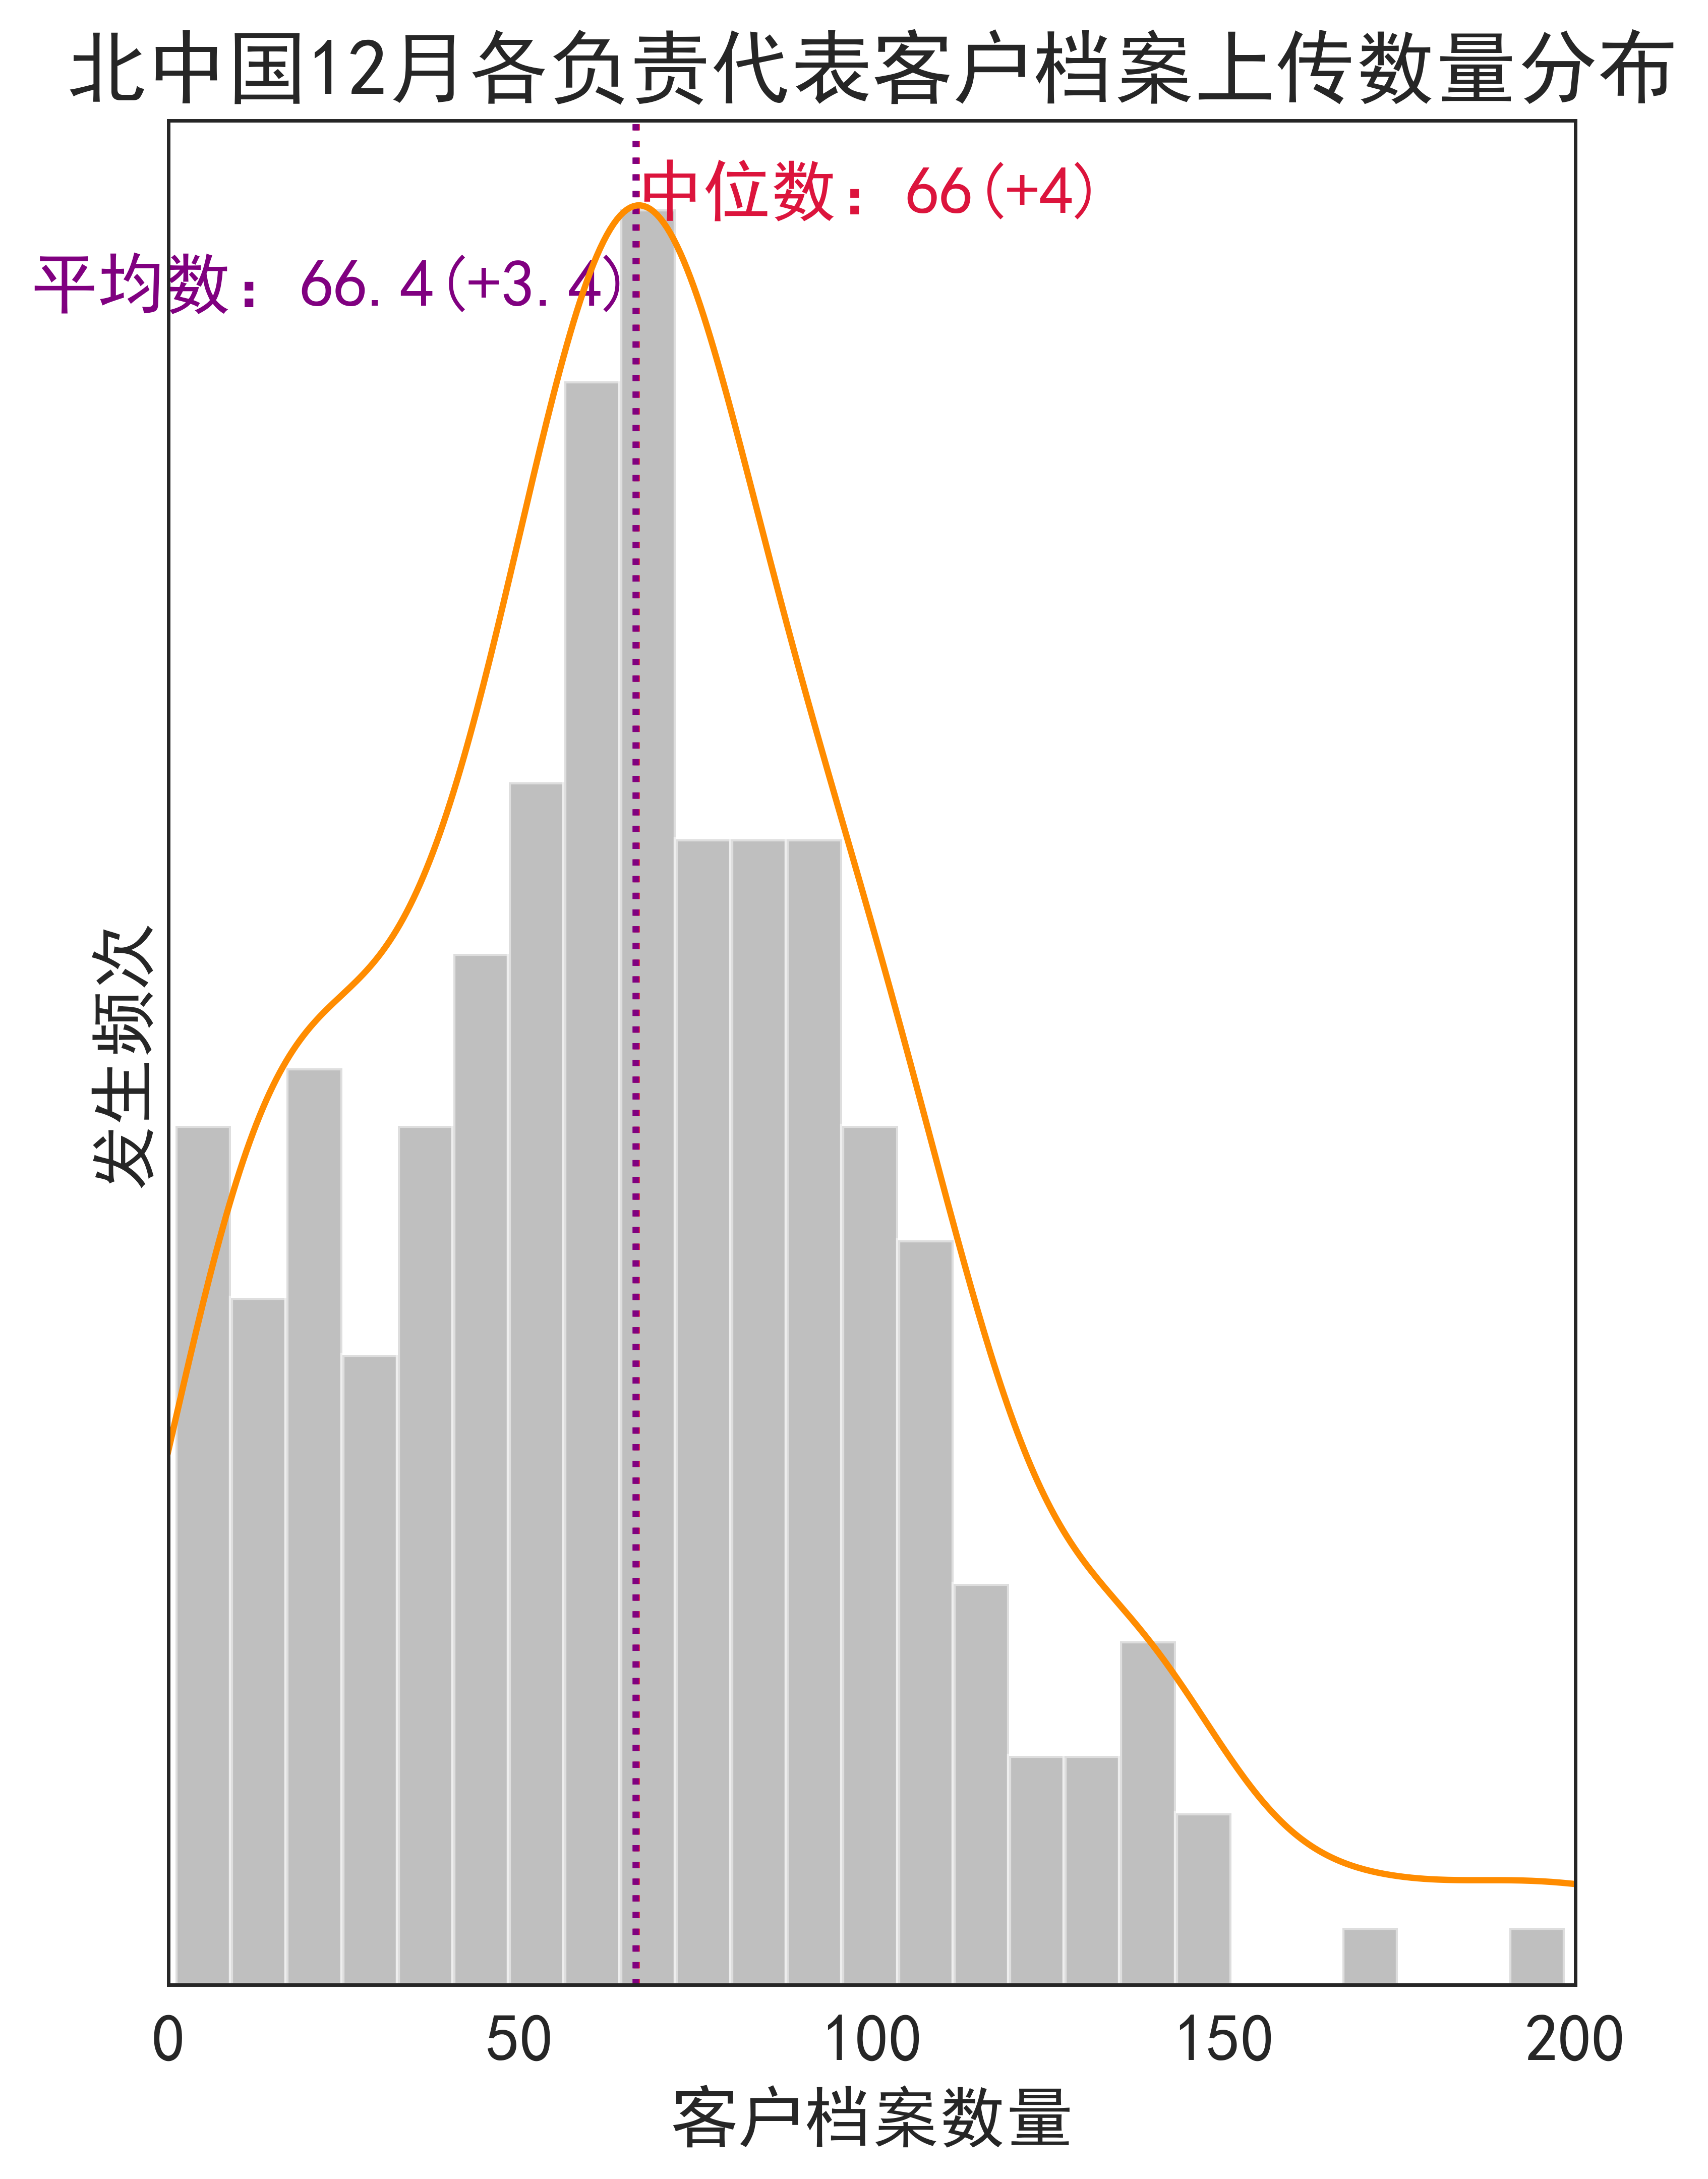 北中国12月各负责代表客户档案上传数量分布
中位数：66(+4)
平均数：66.4(+3.4)
发生频次
0 50 100 150 200
客户档案数量